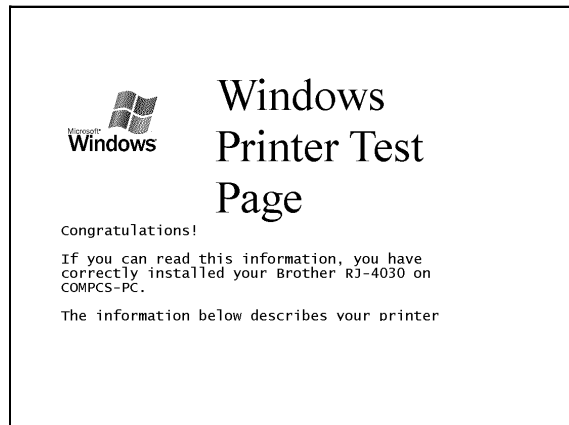 Microsoft®
Windows
Windows
Printer Test
Page
Congratulations!
If you can read this information, you have
correctly installed your Brother RJ-4030 on
COMPCS-PC.
The information below describes your printer